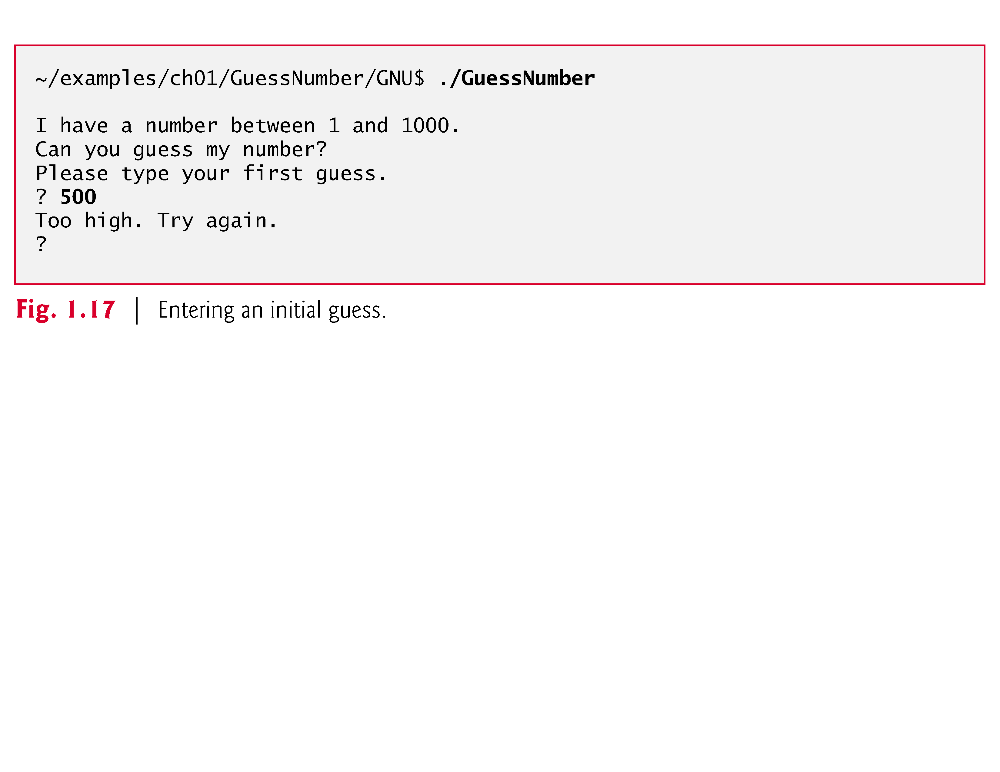 ~/examples/ch01/GuessNumber/GNU$ ./GuessNumber
I have a number between 1 and 1000.
Can you guess my number?
Please type your first guess.
? 500
Too high. Try again.
?
Fig. 1.17 | Entering an initial guess.